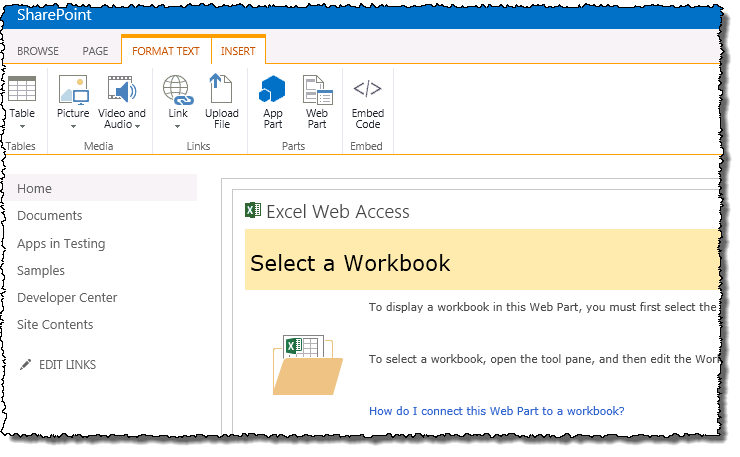 SharePoint
BROWSE PAGE FORMAT TEXT INSERT
Table Picture Video and Audio Link Upload File App Part Web Part Embed Code
Tables Media Links Parts Embed
Home
Documents
Apps in Testing
Samples
Developer Center
Site Contents
EDIT LINKS
Excel Web Access
Select a Workbook
To display a workbook in this Web Part, you must first select the
To select a workbook, open the tool pane, and then edit the Wor
How do I connect this Web Part to a workbook?